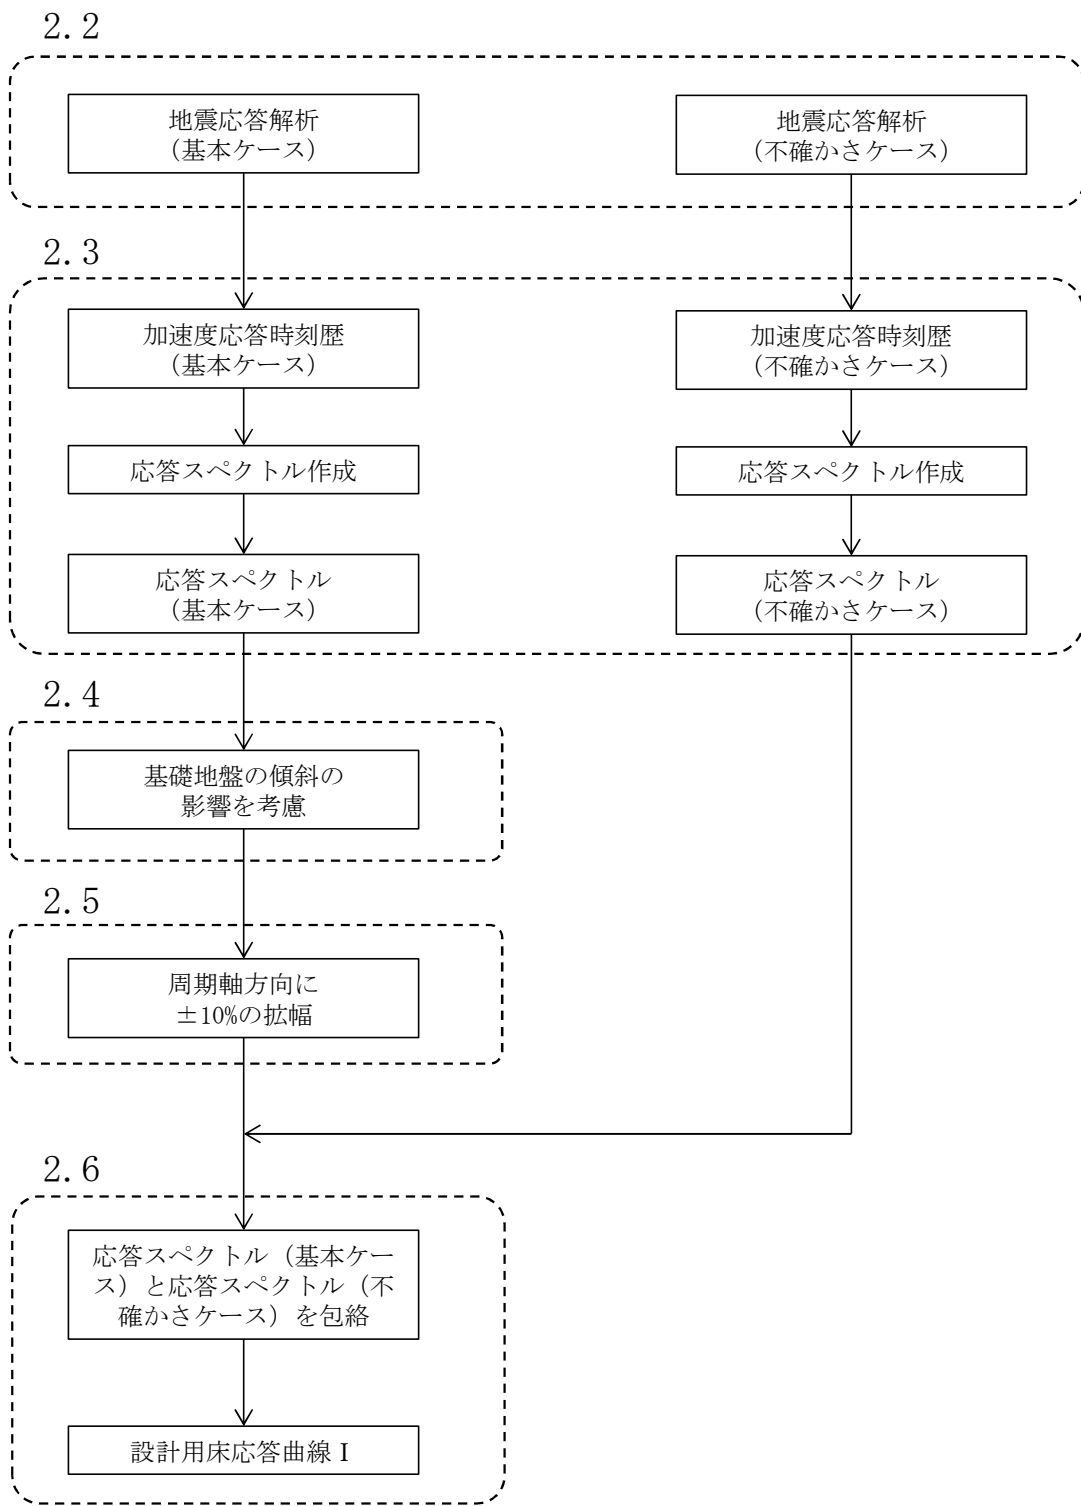 2.2
地震応答解析
（基本ケース）
地震応答解析
（不確かさケース）
2.3
加速度応答時刻歴
（基本ケース）
加速度応答時刻歴
（不確かさケース）
応答スペクトル作成
応答スペクトル作成
応答スペクトル
（基本ケース）
応答スペクトル
（不確かさケース）
2.4
基礎地盤の傾斜の
影響を考慮
2.5
周期軸方向に
±10%の拡幅
2.6
応答スペクトル（基本ケー
ス）と応答スペクトル（不
確かさケース）を包絡
設計用床応答曲線Ⅰ